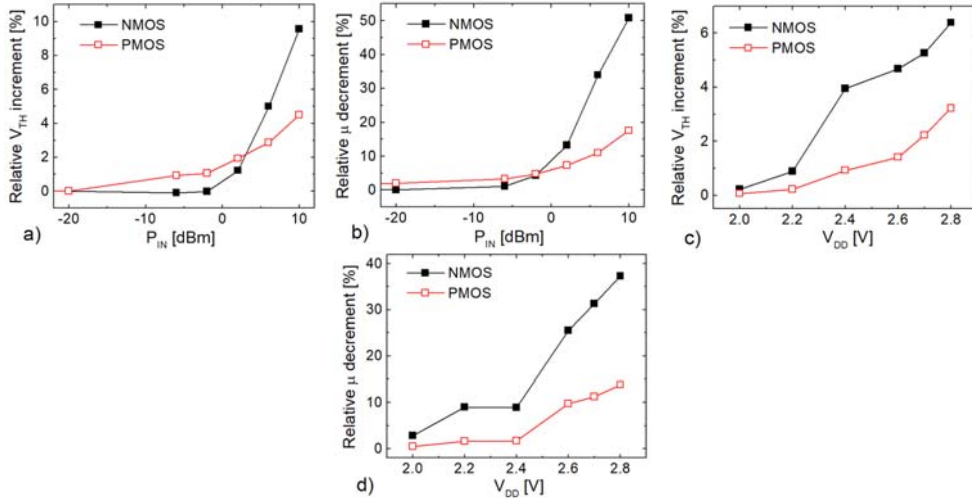 Relative V_TH increment [%]
10
8
6
4
2
0
NMOS
PMOS
-20
-10
0
10
P_IN [dBm]
a)
Relative μ decrement [%]
50
40
30
20
10
0
NMOS
PMOS
-20
-10
0
10
P_IN [dBm]
b)
Relative V_TH increment [%]
6
4
2
0
NMOS
PMOS
2.0
2.2
2.4
2.6
2.8
V_DD [V]
c)
Relative μ decrement [%]
40
30
20
10
0
NMOS
PMOS
2.0
2.2
2.4
2.6
2.8
V_DD [V]
d)